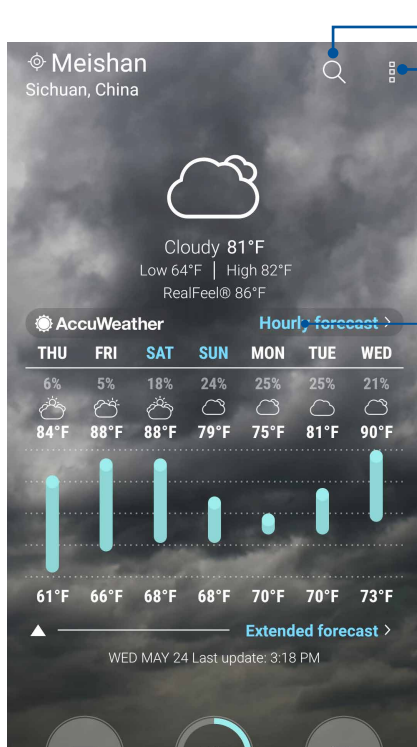 Meishan
Sichuan, China
Cloudy 81°F
Low 64°F | High 82°F
RealFeel® 86°F
AccuWeather Hourly forecast >
THU FRI SAT SUN MON TUE WED
6% 5% 18% 24% 25% 25% 21%
84°F 88°F 88°F 79°F 75°F 81°F 90°F
61°F 66°F 68°F 68°F 70°F 70°F 73°F
Extended forecast >
WED MAY 24 Last update: 3:18 PM